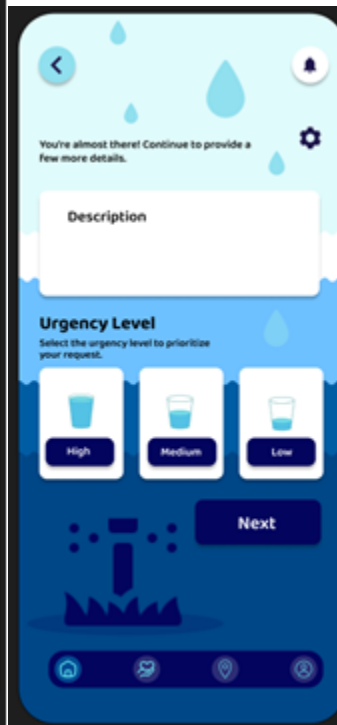 You're almost there! Continue to provide a
few more details.
Description
Urgency Level
Select the urgency level to prioritize
your request.
High
Medium
Low
Next